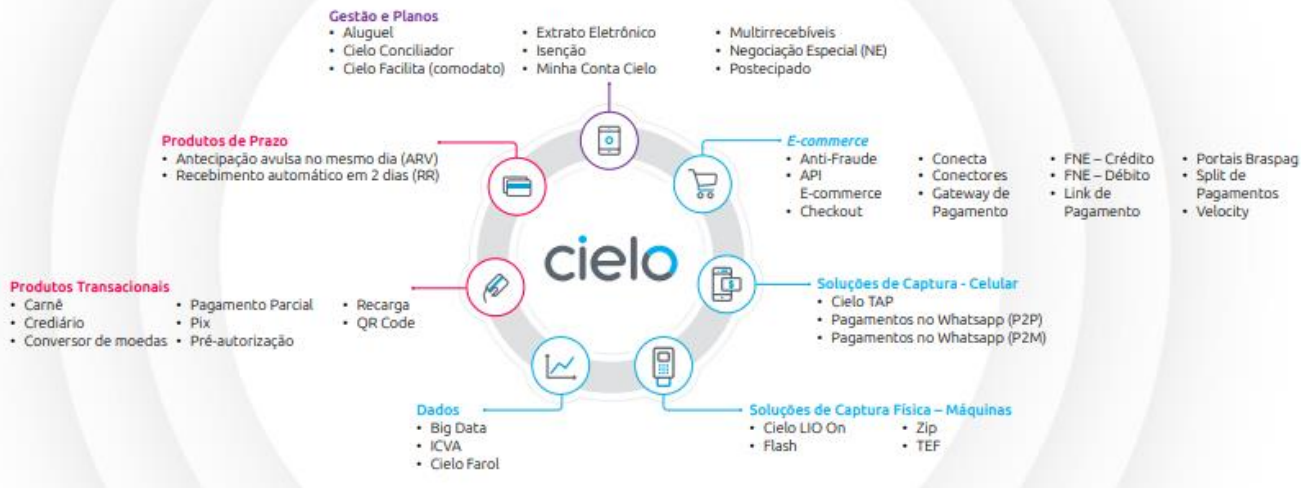 Gestão e Planos
• Aluguel
• Cielo Conciliador
• Cielo Facilita (comodato)
• Extrato Eletrônico
• Isenção
• Minha Conta Cielo
• Multirrecebíveis
• Negociação Especial (NE)
• Postecipado
Produtos de Prazo
• Antecipação avulsa no mesmo dia (ARV)
• Recebimento automático em 2 dias (RR)
E-commerce
• Anti-Fraude
• API
E-commerce
• Checkout
• Conecta
• Conectores
• Gateway de
Pagamento
• FNE – Crédito
• FNE – Débito
• Link de
Pagamento
• Portais Braspag
• Split de
Pagamentos
• Velocity
cielo
Produtos Transacionais
• Carnê
• Crediário
• Conversor de moedas
• Pagamento Parcial
• Pix
• Pré-autorização
• Recarga
• QR Code
Soluções de Captura - Celular
• Cielo TAP
• Pagamentos no Whatsapp (P2P)
• Pagamentos no Whatsapp (P2M)
Dados
• Big Data
• ICVA
• Cielo Farol
Soluções de Captura Física – Máquinas
• Cielo LIO On
• Flash
• Zip
• TEF